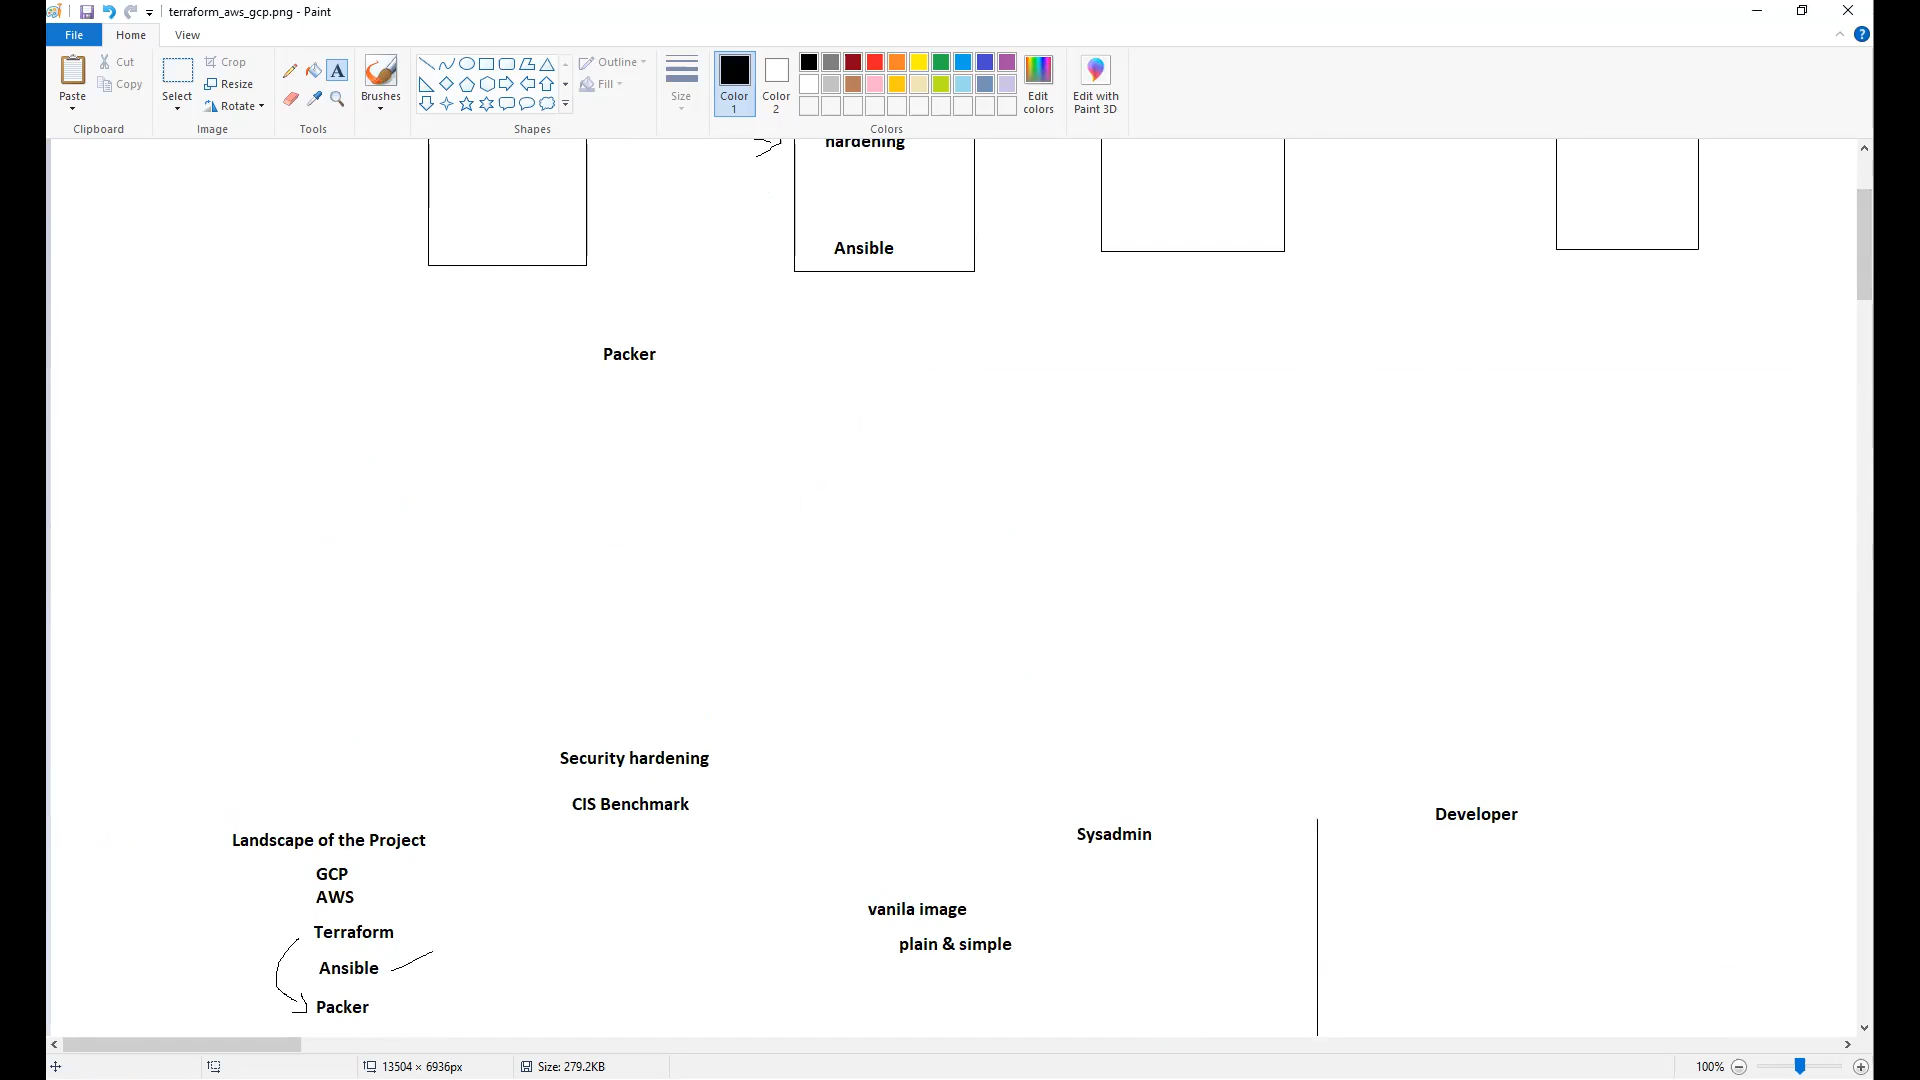 terraform_aws_gcp.png - Paint
File
Home
View
Paste
Cut
Copy
Clipboard
Select
Crop
Resize
Rotate
Image
A
Tools
Brushes
Shapes
Outline
Fill
Size
Color 1
Color 2
Colors
Edit colors
Edit with Paint 3D
hardening
Ansible
Packer
Security hardening
CIS Benchmark
Developer
Sysadmin
Landscape of the Project
GCP
AWS
vanila image
Terraform
plain & simple
Ansible
Packer
13504 × 6936px
Size: 279.2KB
100%